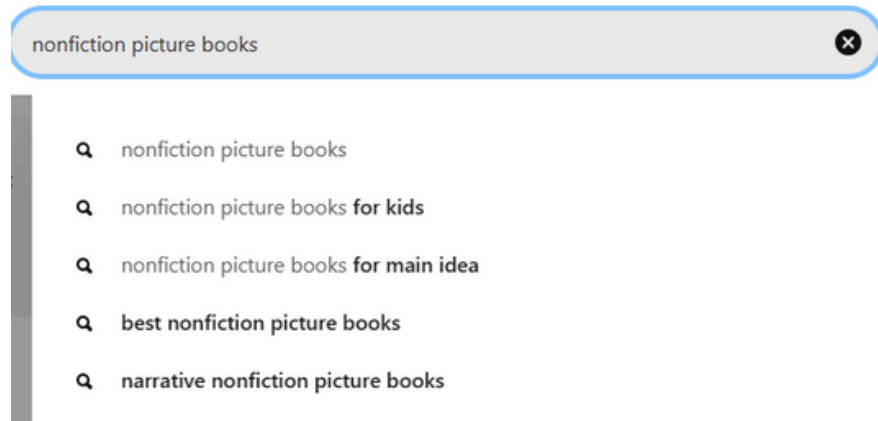 nonfiction picture books
nonfiction picture books
nonfiction picture books for kids
nonfiction picture books for main idea
best nonfiction picture books
narrative nonfiction picture books